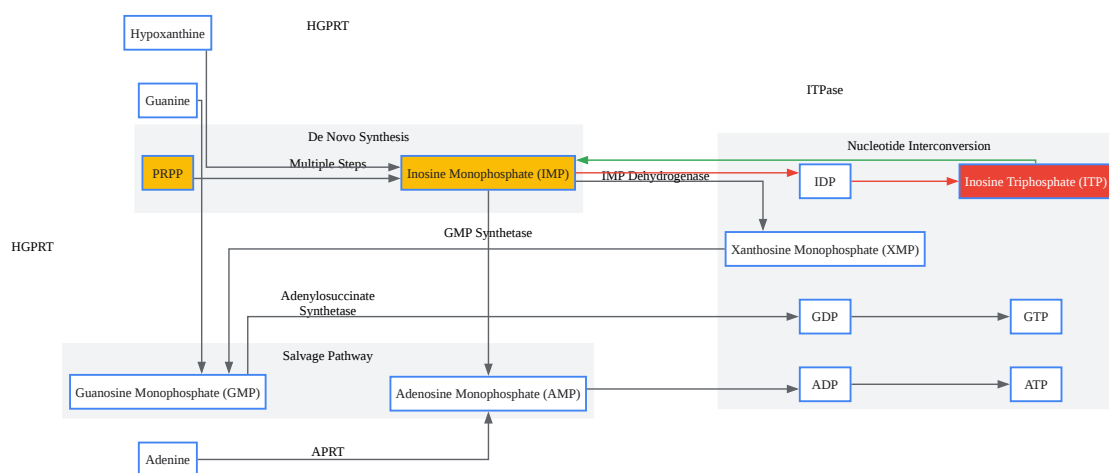 HGPRT
Hypoxanthine
Guanine
ITPase
De Novo Synthesis
Nucleotide Interconversion
Multiple Steps
PRPP
Inosine Monophosphate (IMP)
IMP Dehydrogenase
IDP
Inosine Triphosphate (ITP)
GMP Synthetase
HGPRT
Xanthosine Monophosphate (XMP)
Adenylosuccinate
Synthetase
GDP
GTP
Salvage Pathway
Guanosine Monophosphate (GMP)
Adenosine Monophosphate (AMP)
ADP
ATP
APRT
Adenine